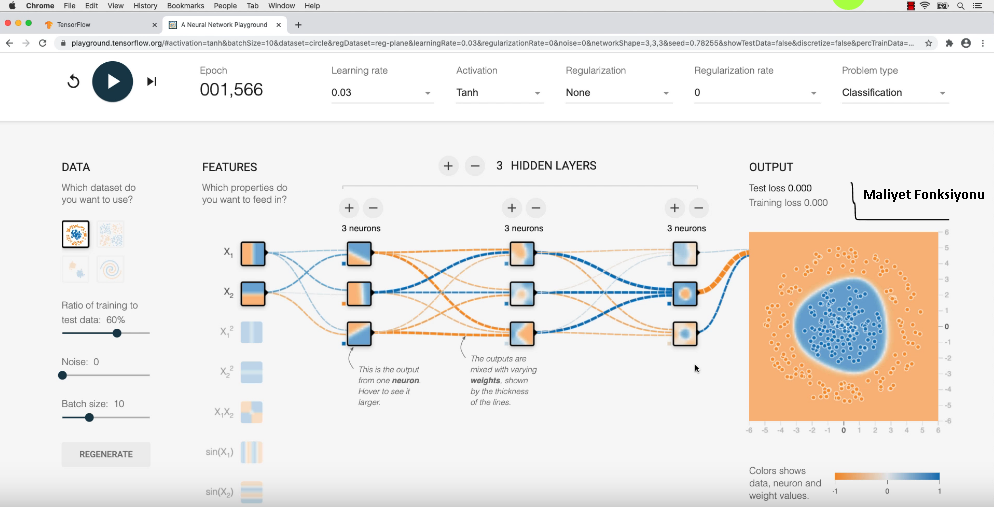 Chrome File Edit View History Bookmarks People Tab Window Help
TensorFlow
A Neural Network Playground
playground.tensorflow.org/#activation=tanh&batchSize=10&dataset=circle&regDataset=reg-plane&learningRate=0.03&regularizationRate=0&noise=0&networkShape=3,3,3&seed=0.78255&showTestData=false&discretize=false&percTrainData=...
Epoch
001,566
Learning rate
0.03
Activation
Tanh
Regularization
None
Regularization rate
0
Problem type
Classification
DATA
Which dataset do
you want to use?
Ratio of training to
test data: 60%
Noise: 0
Batch size: 10
REGENERATE
FEATURES
Which properties do
you want to feed in?
X₁
X₂
X₁²
X₂²
X₁X₂
sin(X₁)
sin(X₂)
+ − 3 HIDDEN LAYERS
+ − + − + −
3 neurons 3 neurons 3 neurons
This is the output
from one neuron.
Hover to see it
larger.
The outputs are
mixed with varying
weights, shown
by the thickness
of the lines.
OUTPUT
Test loss 0.000
Training loss 0.000
Maliyet Fonksiyonu
6
5
4
3
2
1
0
-1
-2
-3
-4
-5
-6
-6 -5 -4 -3 -2 -1 0 1 2 3 4 5 6
Colors shows
data, neuron and
weight values.
-1 0 1